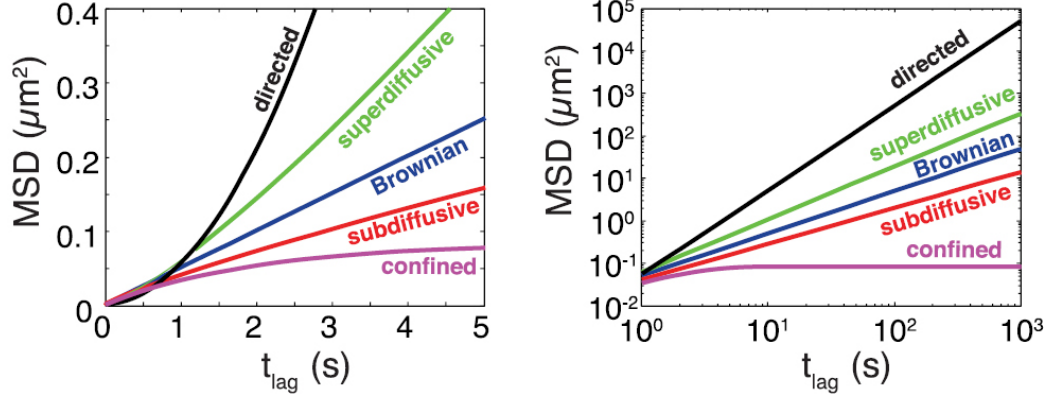 MSD (μm²)
0.4
0.3
0.2
0.1
0
0
1
2
3
4
5
t_lag (s)
directed
superdiffusive
Brownian
subdiffusive
confined
MSD (μm²)
10⁵
10⁴
10³
10²
10¹
10⁰
10⁻¹
10⁻²
10⁰
10¹
10²
10³
t_lag (s)
directed
superdiffusive
Brownian
subdiffusive
confined